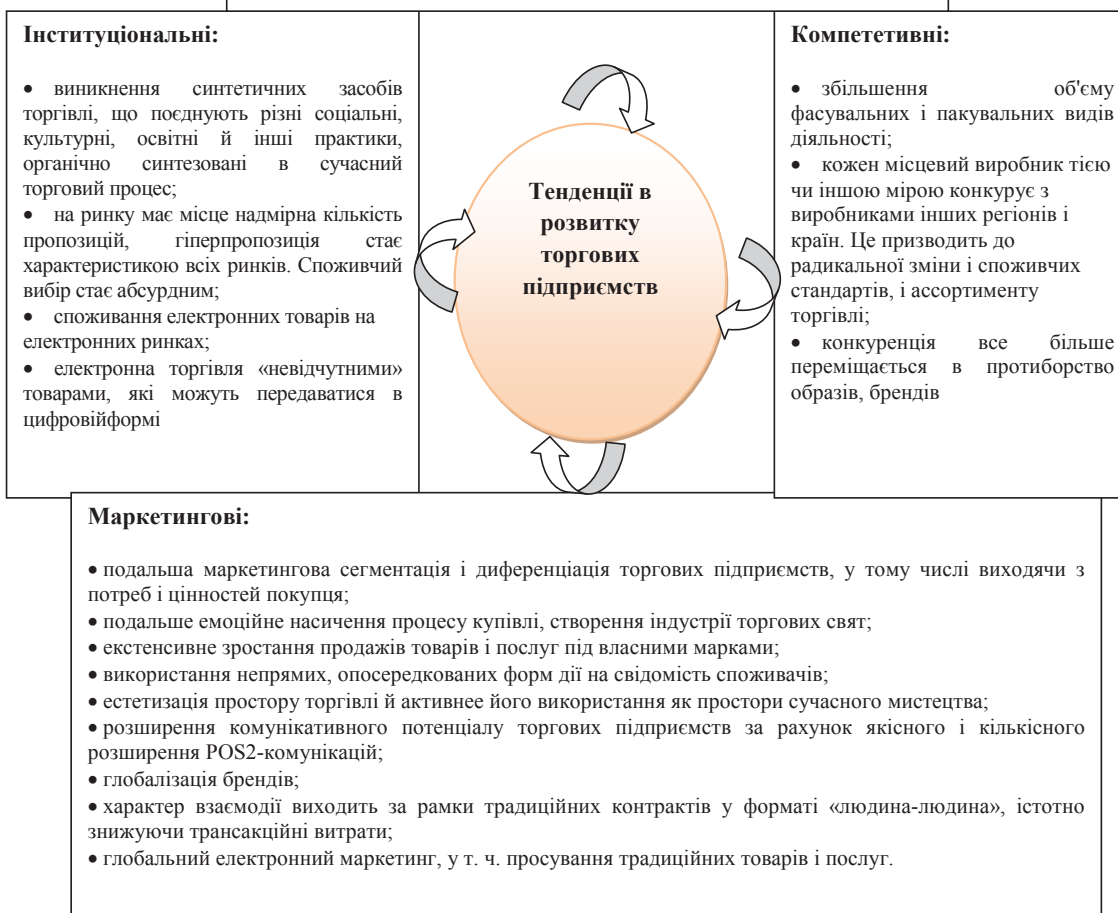 Інституціональні:
• виникнення синтетичних засобів
торгівлі, що поєднують різні соціальні,
культурні, освітні й інші практики,
органічно синтезовані в сучасний
торговий процес;
• на ринку має місце надмірна кількість
пропозицій, гіперпропозиція стає
характеристикою всіх ринків. Споживчий
вибір стає абсурдним;
• споживання електронних товарів на
електронних ринках;
• електронна торгівля «невідчутними»
товарами, які можуть передаватися в
цифровійформі
Тенденції в
розвитку
торгових
підприємств
Компететивні:
• збільшення об'єму
фасувальних і пакувальних видів
діяльності;
• кожен місцевий виробник тією
чи іншою мірою конкурує з
виробниками інших регіонів і
країн. Це призводить до
радикальної зміни і споживчих
стандартів, і ассортименту
торгівлі;
• конкуренція все більше
переміщається в протиборство
образів, брендів
Маркетингові:
• подальша маркетингова сегментація і диференціація торгових підприємств, у тому числі виходячи з
потреб і цінностей покупця;
• подальше емоційне насичення процесу купівлі, створення індустрії торгових свят;
• екстенсивне зростання продажів товарів і послуг під власними марками;
• використання непрямих, опосередкованих форм дії на свідомість споживачів;
• естетизація простору торгівлі й активнее його використання як простори сучасного мистецтва;
• розширення комунікативного потенціалу торгових підприємств за рахунок якісного і кількісного
розширення POS2-комунікацій;
• глобалізація брендів;
• характер взаємодії виходить за рамки традиційних контрактів у форматі «людина-людина», істотно
знижуючи трансакційні витрати;
• глобальний електронний маркетинг, у т. ч. просування традиційних товарів і послуг.